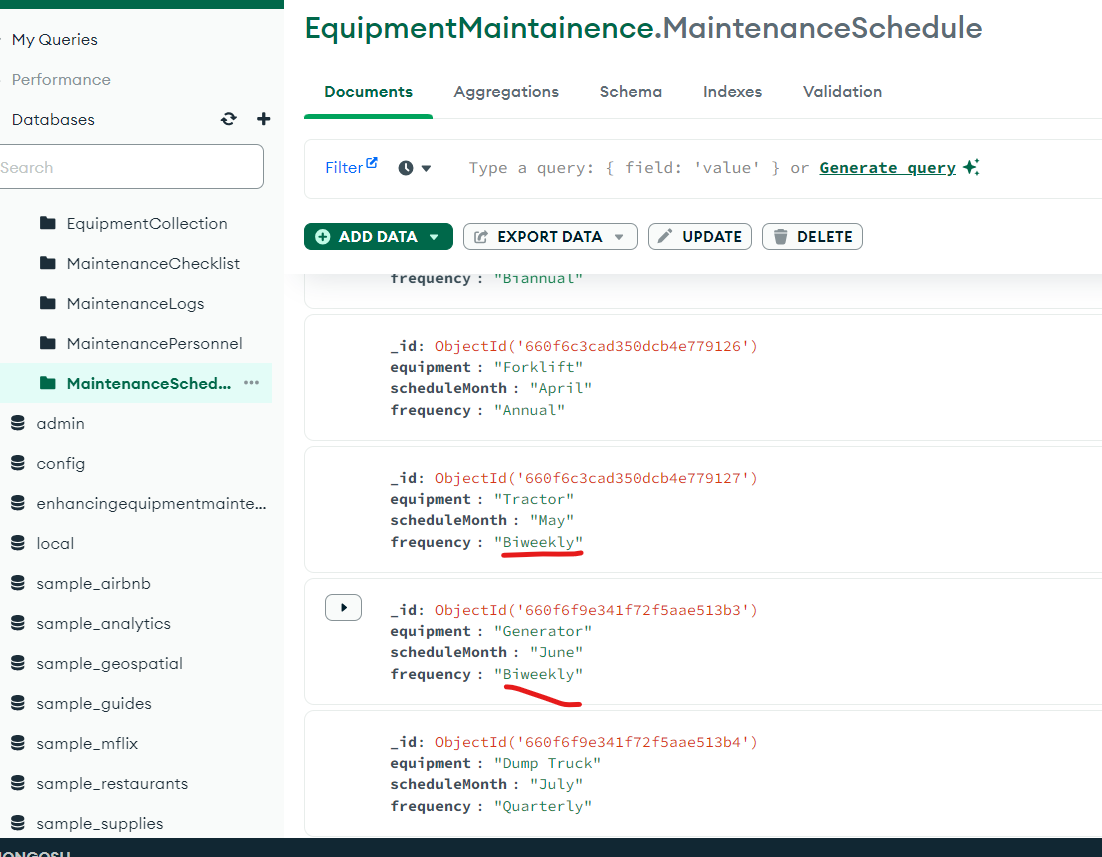 My Queries
Performance
Databases
Search
EquipmentCollection
MaintenanceChecklist
MaintenanceLogs
MaintenancePersonnel
MaintenanceSched...
admin
config
enhancingequipmentmainte...
local
sample_airbnb
sample_analytics
sample_geospatial
sample_guides
sample_mflix
sample_restaurants
sample_supplies
EquipmentMaintainence.MaintenanceSchedule
Documents Aggregations Schema Indexes Validation
Filter Type a query: { field: 'value' } or Generate query
ADD DATA EXPORT DATA UPDATE DELETE
frequency : "Biannual"
_id: ObjectId('660f6c3cad350dcb4e779126')
equipment : "Forklift"
scheduleMonth : "April"
frequency : "Annual"
_id: ObjectId('660f6c3cad350dcb4e779127')
equipment : "Tractor"
scheduleMonth : "May"
frequency : "Biweekly"
_id: ObjectId('660f6f9e341f72f5aae513b3')
equipment : "Generator"
scheduleMonth : "June"
frequency : "Biweekly"
_id: ObjectId('660f6f9e341f72f5aae513b4')
equipment : "Dump Truck"
scheduleMonth : "July"
frequency : "Quarterly"